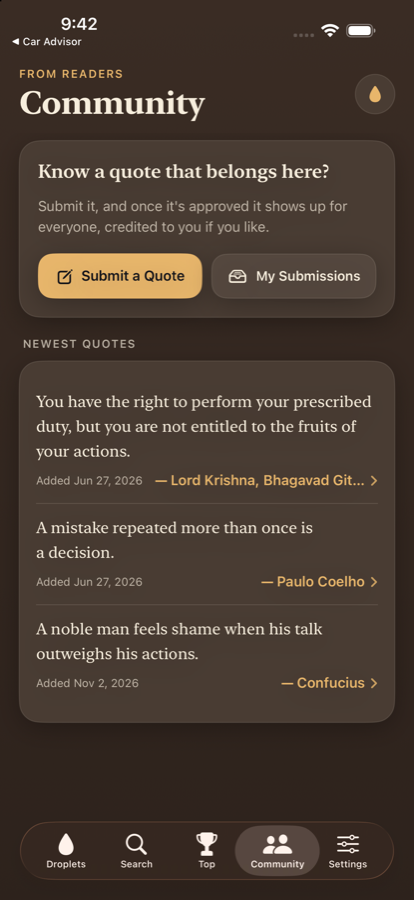 9:42
◀ Car Advisor
FROM READERS
Community
Know a quote that belongs here?
Submit it, and once it's approved it shows up for
everyone, credited to you if you like.
Submit a Quote
My Submissions
NEWEST QUOTES
You have the right to perform your prescribed
duty, but you are not entitled to the fruits of
your actions.
Added Jun 27, 2026 — Lord Krishna, Bhagavad Git...
A mistake repeated more than once is
a decision.
Added Jun 27, 2026 — Paulo Coelho
A noble man feels shame when his talk
outweighs his actions.
Added Nov 2, 2026 — Confucius
Droplets Search Top Community Settings